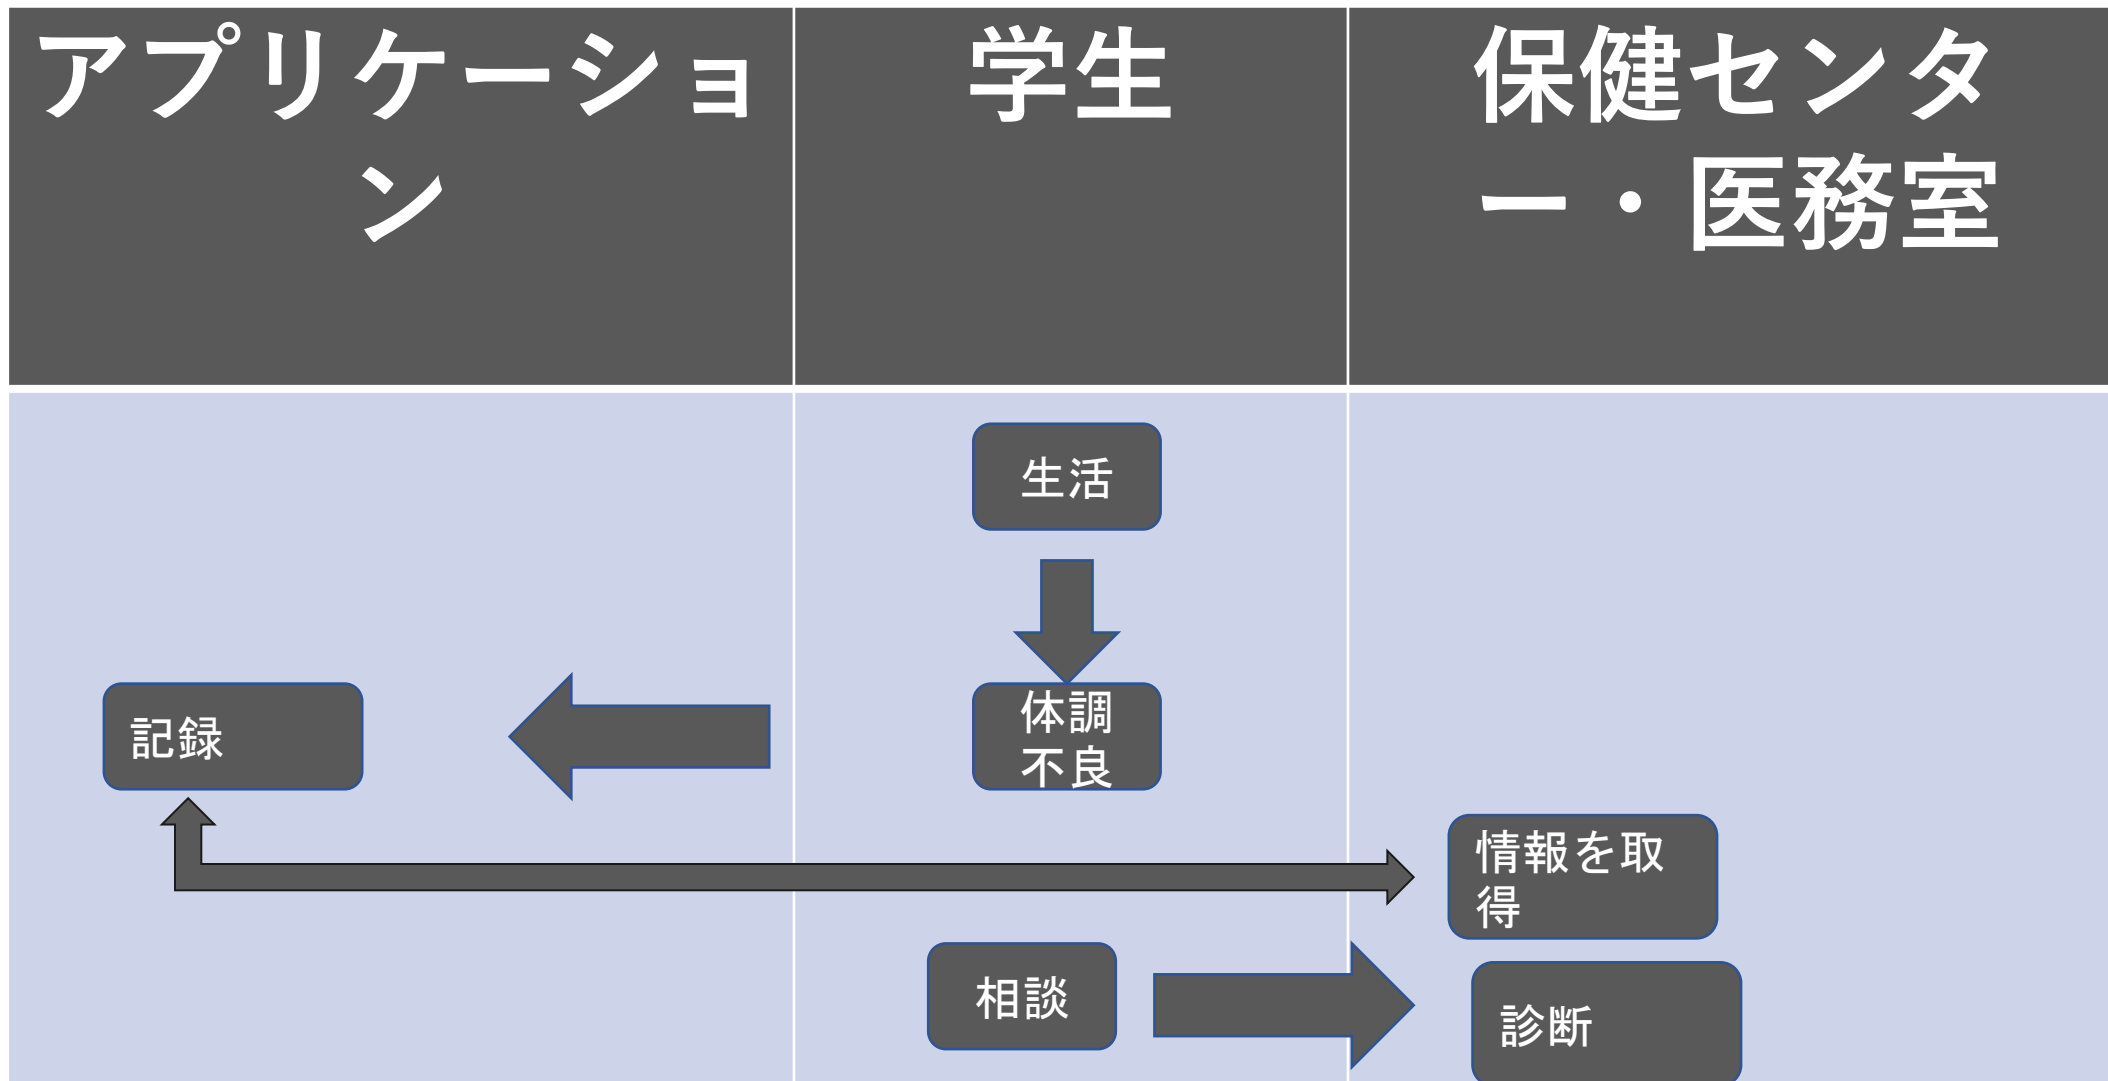 アプリケーショ
ン
学生
保健センタ
ー・医務室
生活
記録
体調
不良
情報を取
得
相談
診断